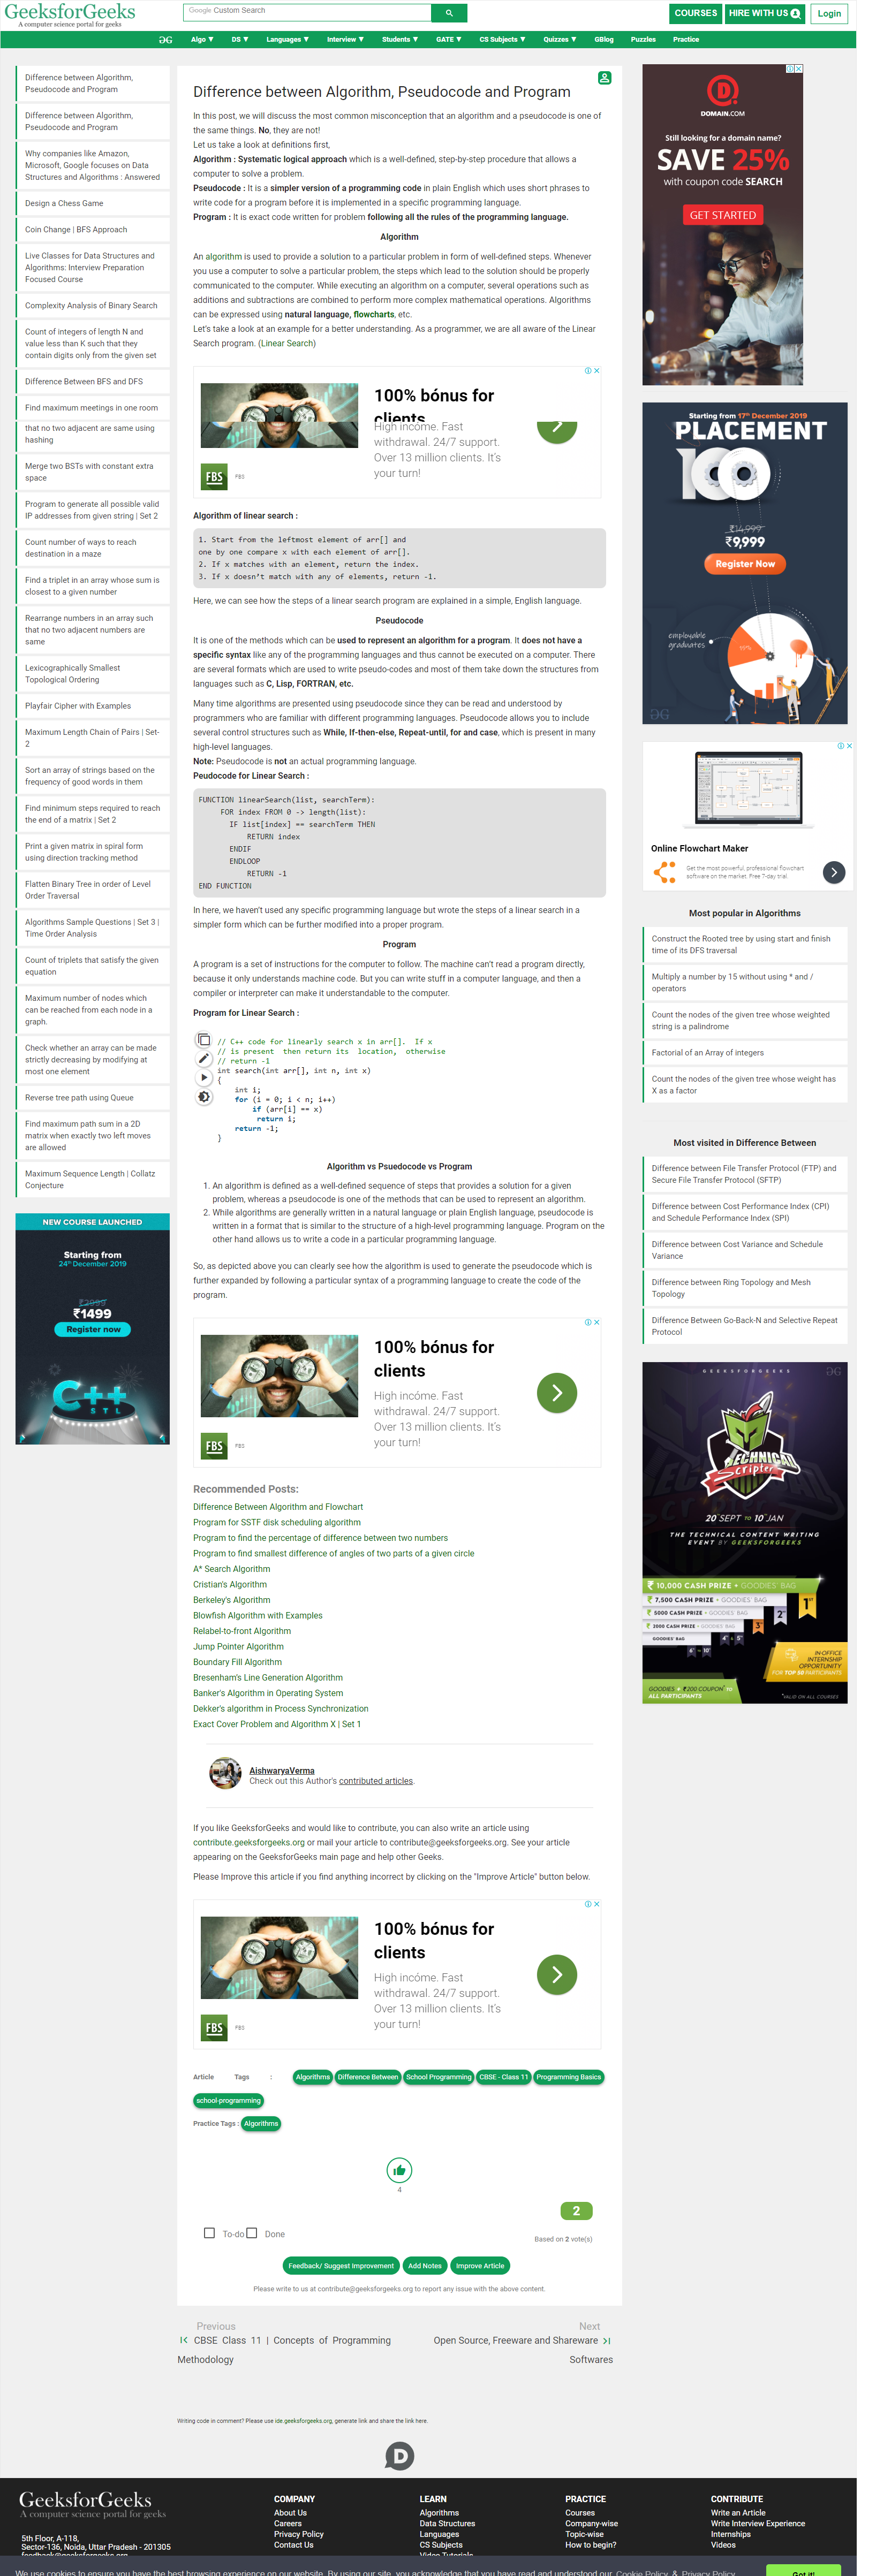 GeeksforGeeks
A computer science portal for geeks
Google Custom Search
COURSES
HIRE WITH US
Login
Algo ▼
DS ▼
Languages ▼
Interview ▼
Students ▼
GATE ▼
CS Subjects ▼
Quizzes ▼
GBlog
Puzzles
Practice
Difference between Algorithm,
Pseudocode and Program
Difference between Algorithm,
Pseudocode and Program
Why companies like Amazon,
Microsoft, Google focuses on Data
Structures and Algorithms : Answered
Design a Chess Game
Coin Change | BFS Approach
Live Classes for Data Structures and
Algorithms: Interview Preparation
Focused Course
Complexity Analysis of Binary Search
Count of integers of length N and
value less than K such that they
contain digits only from the given set
Difference Between BFS and DFS
Find maximum meetings in one room
that no two adjacent are same using
hashing
Merge two BSTs with constant extra
space
Program to generate all possible valid
IP addresses from given string | Set 2
Count number of ways to reach
destination in a maze
Find a triplet in an array whose sum is
closest to a given number
Rearrange numbers in an array such
that no two adjacent numbers are
same
Lexicographically Smallest
Topological Ordering
Playfair Cipher with Examples
Maximum Length Chain of Pairs | Set-
2
Sort an array of strings based on the
frequency of good words in them
Find minimum steps required to reach
the end of a matrix | Set 2
Print a given matrix in spiral form
using direction tracking method
Flatten Binary Tree in order of Level
Order Traversal
Algorithms Sample Questions | Set 3 |
Time Order Analysis
Count of triplets that satisfy the given
equation
Maximum number of nodes which
can be reached from each node in a
graph.
Check whether an array can be made
strictly decreasing by modifying at
most one element
Reverse tree path using Queue
Find maximum path sum in a 2D
matrix when exactly two left moves
are allowed
Maximum Sequence Length | Collatz
Conjecture
NEW COURSE LAUNCHED
Starting from
24th December 2019
₹2999
₹1499
Register now
C++
STL
Difference between Algorithm, Pseudocode and Program
In this post, we will discuss the most common misconception that an algorithm and a pseudocode is one of
the same things. No, they are not!
Let us take a look at definitions first,
Algorithm : Systematic logical approach which is a well-defined, step-by-step procedure that allows a
computer to solve a problem.
Pseudocode : It is a simpler version of a programming code in plain English which uses short phrases to
write code for a program before it is implemented in a specific programming language.
Program : It is exact code written for problem following all the rules of the programming language.
Algorithm
An algorithm is used to provide a solution to a particular problem in form of well-defined steps. Whenever
you use a computer to solve a particular problem, the steps which lead to the solution should be properly
communicated to the computer. While executing an algorithm on a computer, several operations such as
additions and subtractions are combined to perform more complex mathematical operations. Algorithms
can be expressed using natural language, flowcharts, etc.
Let's take a look at an example for a better understanding. As a programmer, we are all aware of the Linear
Search program. (Linear Search)
100% bónus for
clients
High incóme. Fast
withdrawal. 24/7 support.
Over 13 million clients. It's
your turn!
FBS
FBS
Algorithm of linear search :
1. Start from the leftmost element of arr[] and
one by one compare x with each element of arr[].
2. If x matches with an element, return the index.
3. If x doesn't match with any of elements, return -1.
Here, we can see how the steps of a linear search program are explained in a simple, English language.
Pseudocode
It is one of the methods which can be used to represent an algorithm for a program. It does not have a
specific syntax like any of the programming languages and thus cannot be executed on a computer. There
are several formats which are used to write pseudo-codes and most of them take down the structures from
languages such as C, Lisp, FORTRAN, etc.
Many time algorithms are presented using pseudocode since they can be read and understood by
programmers who are familiar with different programming languages. Pseudocode allows you to include
several control structures such as While, If-then-else, Repeat-until, for and case, which is present in many
high-level languages.
Note: Pseudocode is not an actual programming language.
Peudocode for Linear Search :
FUNCTION linearSearch(list, searchTerm):
FOR index FROM 0 -> length(list):
IF list[index] == searchTerm THEN
RETURN index
ENDIF
ENDLOOP
RETURN -1
END FUNCTION
In here, we haven't used any specific programming language but wrote the steps of a linear search in a
simpler form which can be further modified into a proper program.
Program
A program is a set of instructions for the computer to follow. The machine can't read a program directly,
because it only understands machine code. But you can write stuff in a computer language, and then a
compiler or interpreter can make it understandable to the computer.
Program for Linear Search :
// C++ code for linearly search x in arr[].  If x
// is present  then return its  location,  otherwise
// return -1
int search(int arr[], int n, int x)
{
int i;
for (i = 0; i < n; i++)
if (arr[i] == x)
return i;
return -1;
}
Algorithm vs Psuedocode vs Program
1. An algorithm is defined as a well-defined sequence of steps that provides a solution for a given
problem, whereas a pseudocode is one of the methods that can be used to represent an algorithm.
2. While algorithms are generally written in a natural language or plain English language, pseudocode is
written in a format that is similar to the structure of a high-level programming language. Program on the
other hand allows us to write a code in a particular programming language.
So, as depicted above you can clearly see how the algorithm is used to generate the pseudocode which is
further expanded by following a particular syntax of a programming language to create the code of the
program.
100% bónus for
clients
High incóme. Fast
withdrawal. 24/7 support.
Over 13 million clients. It's
your turn!
FBS
FBS
Recommended Posts:
Difference Between Algorithm and Flowchart
Program for SSTF disk scheduling algorithm
Program to find the percentage of difference between two numbers
Program to find smallest difference of angles of two parts of a given circle
A* Search Algorithm
Cristian's Algorithm
Berkeley's Algorithm
Blowfish Algorithm with Examples
Relabel-to-front Algorithm
Jump Pointer Algorithm
Boundary Fill Algorithm
Bresenham's Line Generation Algorithm
Banker's Algorithm in Operating System
Dekker's algorithm in Process Synchronization
Exact Cover Problem and Algorithm X | Set 1
AishwaryaVerma
Check out this Author's contributed articles.
If you like GeeksforGeeks and would like to contribute, you can also write an article using
contribute.geeksforgeeks.org or mail your article to contribute@geeksforgeeks.org. See your article
appearing on the GeeksforGeeks main page and help other Geeks.
Please Improve this article if you find anything incorrect by clicking on the "Improve Article" button below.
100% bónus for
clients
High incóme. Fast
withdrawal. 24/7 support.
Over 13 million clients. It's
your turn!
FBS
FBS
Article Tags :
Algorithms
Difference Between
School Programming
CBSE - Class 11
Programming Basics
school-programming
Practice Tags :
Algorithms
4
2
To-do
Done
Based on 2 vote(s)
Feedback/ Suggest Improvement
Add Notes
Improve Article
Please write to us at contribute@geeksforgeeks.org to report any issue with the above content.
Previous
CBSE Class 11 | Concepts of Programming
Methodology
Next
Open Source, Freeware and Shareware
Softwares
Writing code in comment? Please use ide.geeksforgeeks.org, generate link and share the link here.
D
DOMAIN.COM
Still looking for a domain name?
SAVE 25%
with coupon code SEARCH
GET STARTED
Starting from 17th December 2019
PLACEMENT
100
₹14,999
₹9,999
Register Now
employable
graduates
Online Flowchart Maker
Get the most powerful, professional flowchart
software on the market. Free 7-day trial.
Most popular in Algorithms
Construct the Rooted tree by using start and finish
time of its DFS traversal
Multiply a number by 15 without using * and /
operators
Count the nodes of the given tree whose weighted
string is a palindrome
Factorial of an Array of integers
Count the nodes of the given tree whose weight has
X as a factor
Most visited in Difference Between
Difference between File Transfer Protocol (FTP) and
Secure File Transfer Protocol (SFTP)
Difference between Cost Performance Index (CPI)
and Schedule Performance Index (SPI)
Difference between Cost Variance and Schedule
Variance
Difference between Ring Topology and Mesh
Topology
Difference Between Go-Back-N and Selective Repeat
Protocol
GEEKSFORGEEKS
TECHNICAL
Scripter
20th SEPT TO 10th JAN
THE TECHNICAL CONTENT WRITING
EVENT BY GEEKSFORGEEKS
₹ 10,000 CASH PRIZE + GOODIES' BAG
₹ 7,500 CASH PRIZE + GOODIES' BAG
₹ 5000 CASH PRIZE + GOODIES' BAG
₹ 2000 CASH PRIZE + GOODIES' BAG
GOODIES' BAG
1st
2nd
3rd
IN OFFICE
INTERNSHIP
OPPORTUNITY
FOR TOP 50 PARTICIPANTS
GOODIES + ₹200 COUPON* TO
ALL PARTICIPANTS
*VALID ON ALL COURSES
GeeksforGeeks
A computer science portal for geeks
5th Floor, A-118,
Sector-136, Noida, Uttar Pradesh - 201305
feedback@geeksforgeeks.org
COMPANY
About Us
Careers
Privacy Policy
Contact Us
LEARN
Algorithms
Data Structures
Languages
CS Subjects
Video Tutorials
PRACTICE
Courses
Company-wise
Topic-wise
How to begin?
CONTRIBUTE
Write an Article
Write Interview Experience
Internships
Videos
We use cookies to ensure you have the best browsing experience on our website. By using our site, you acknowledge that you have read and understood our Cookie Policy & Privacy Policy
Got it!